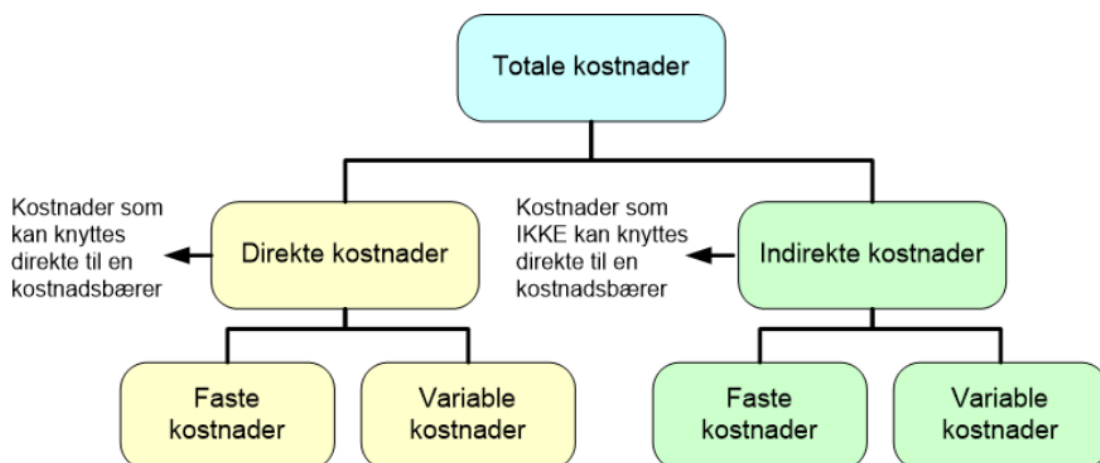 Totale kostnader
Kostnader som
kan knyttes
direkte til en
kostnadsbærer
Direkte kostnader
Kostnader som
IKKE kan knyttes
direkte til en
kostnadsbærer
Indirekte kostnader
Faste
kostnader
Variable
kostnader
Faste
kostnader
Variable
kostnader